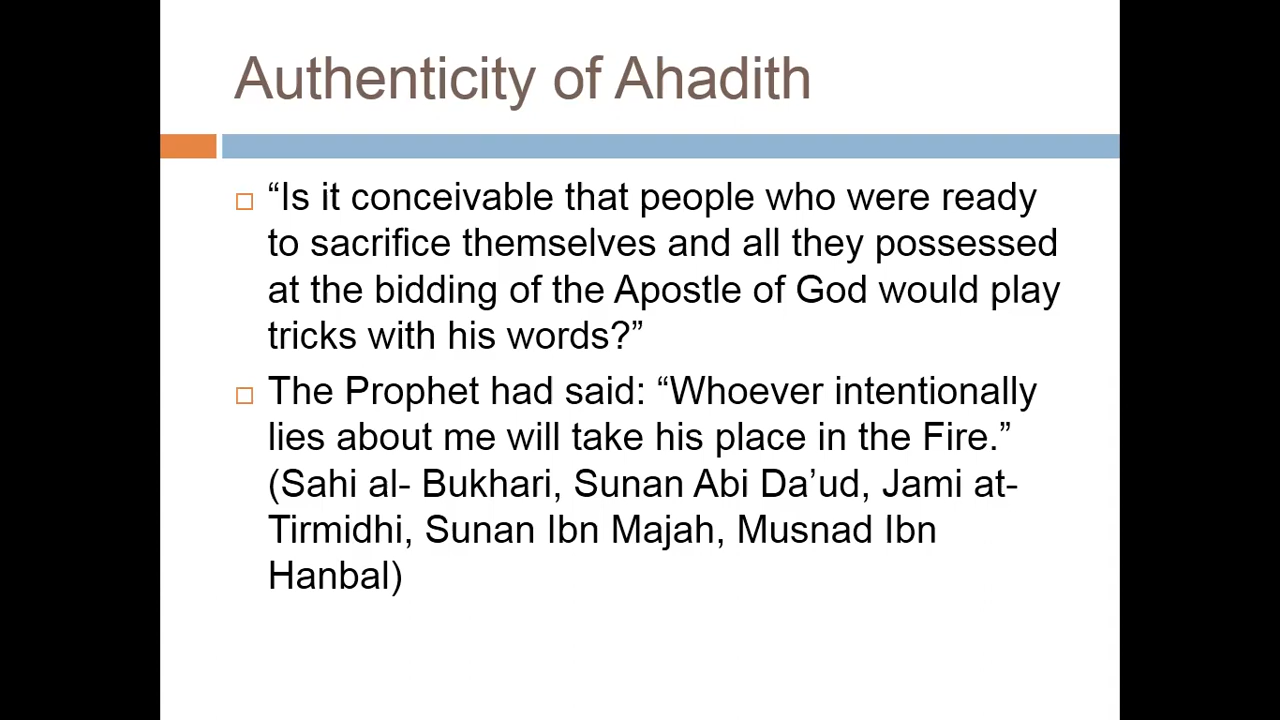 Authenticity of Ahadith
“Is it conceivable that people who were ready
to sacrifice themselves and all they possessed
at the bidding of the Apostle of God would play
tricks with his words?”
The Prophet had said: “Whoever intentionally
lies about me will take his place in the Fire.”
(Sahi al- Bukhari, Sunan Abi Da’ud, Jami at-
Tirmidhi, Sunan Ibn Majah, Musnad Ibn
Hanbal)